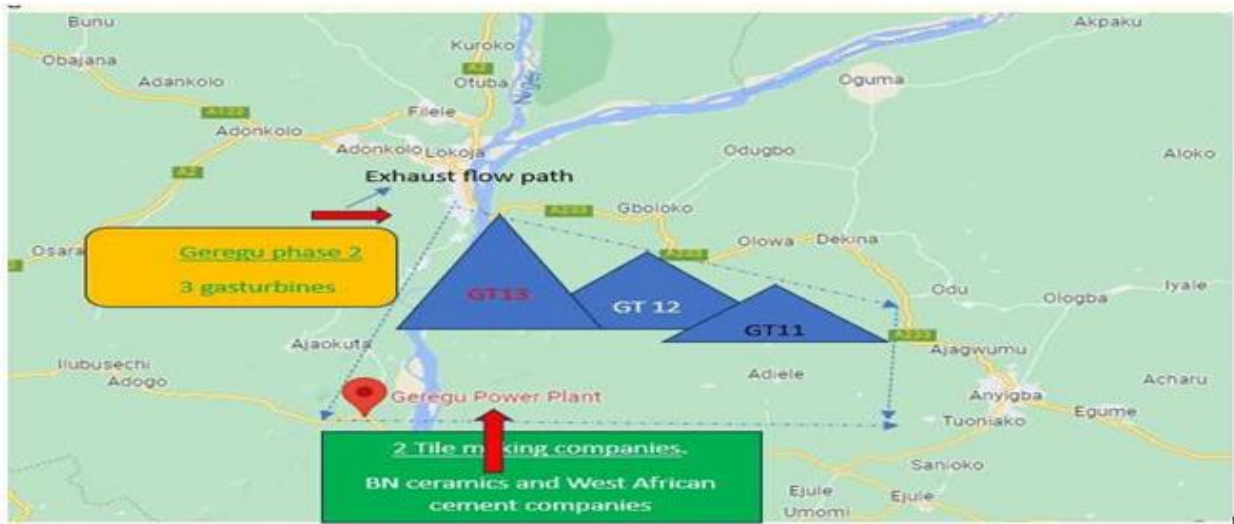 Bunu
Akpaku
Kuroko
Obajana
A2
Adankolo
Otuba
Niger
Oguma
Filele
A123
Adonkolo
Adonkolo
Lokoja
Odugbo
Aloko
A2
Exhaust flow path
A233
Gboloko
Osara
Geregu phase 2
3 gasturbines
Olowa
Dekina
A233
GT13
GT 12
GT11
Odu
Ologba
Iyale
A233
Ajaokuta
Ajagwumu
Ilubusechi
Adogo
Adiele
Acharu
Geregu Power Plant
Anyigba
Egume
Tuoniako
2 Tile making companies.
BN ceramics and West African
cement companies
Sanioko
Ejule
Umomi
Ejule